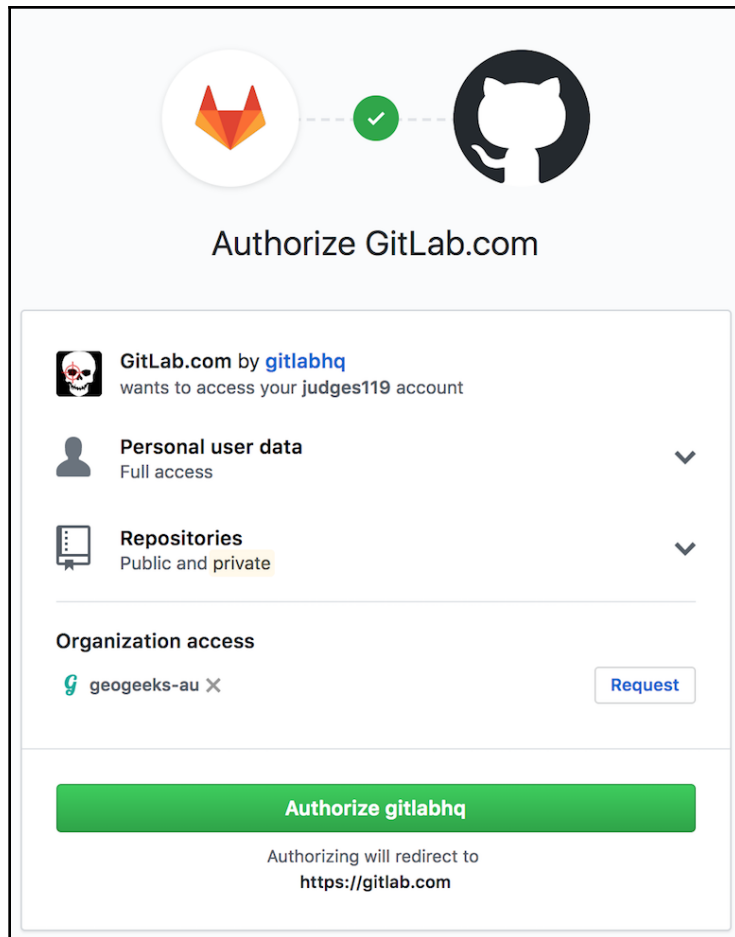 Authorize GitLab.com
GitLab.com by gitlabhq
wants to access your judges119 account
Personal user data
Full access
Repositories
Public and private
Organization access
geogeeks-au
Request
Authorize gitlabhq
Authorizing will redirect to
https://gitlab.com